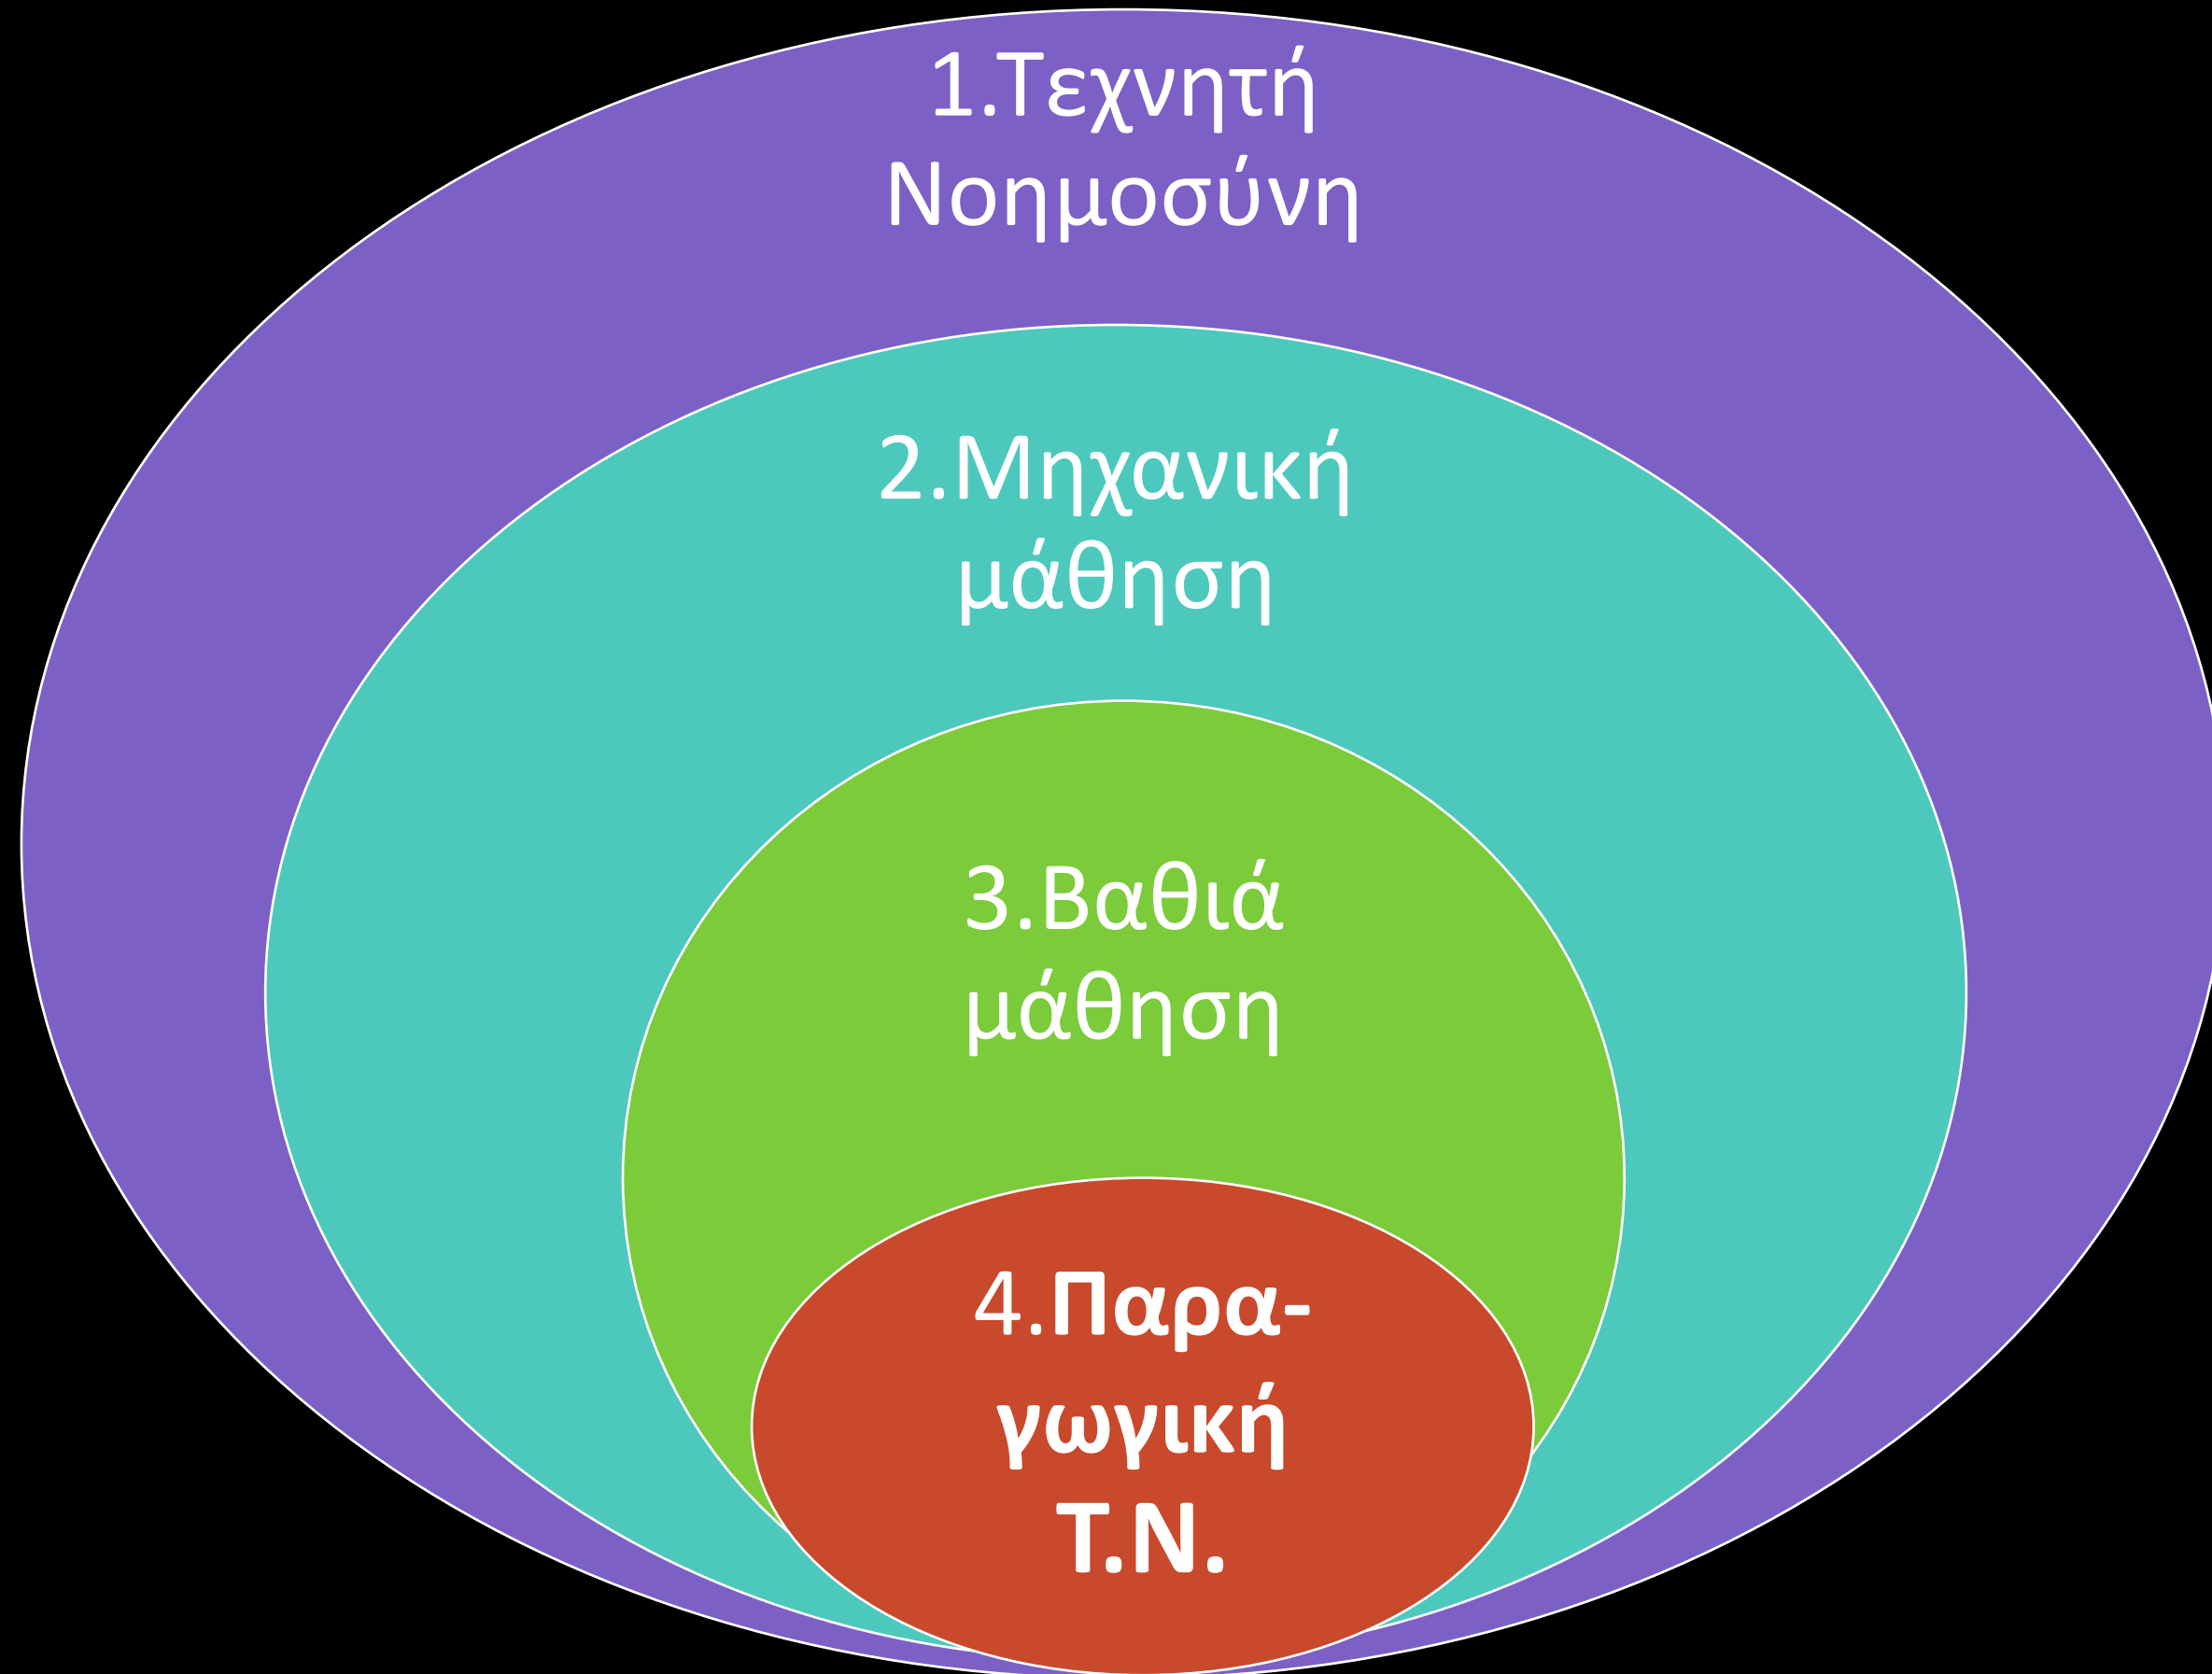 1.Τεχνητή
Νοημοσύνη
2.Μηχανική
μάθηση
3.Βαθιά
μάθηση
4.Παρα-
γωγική
Τ.Ν.